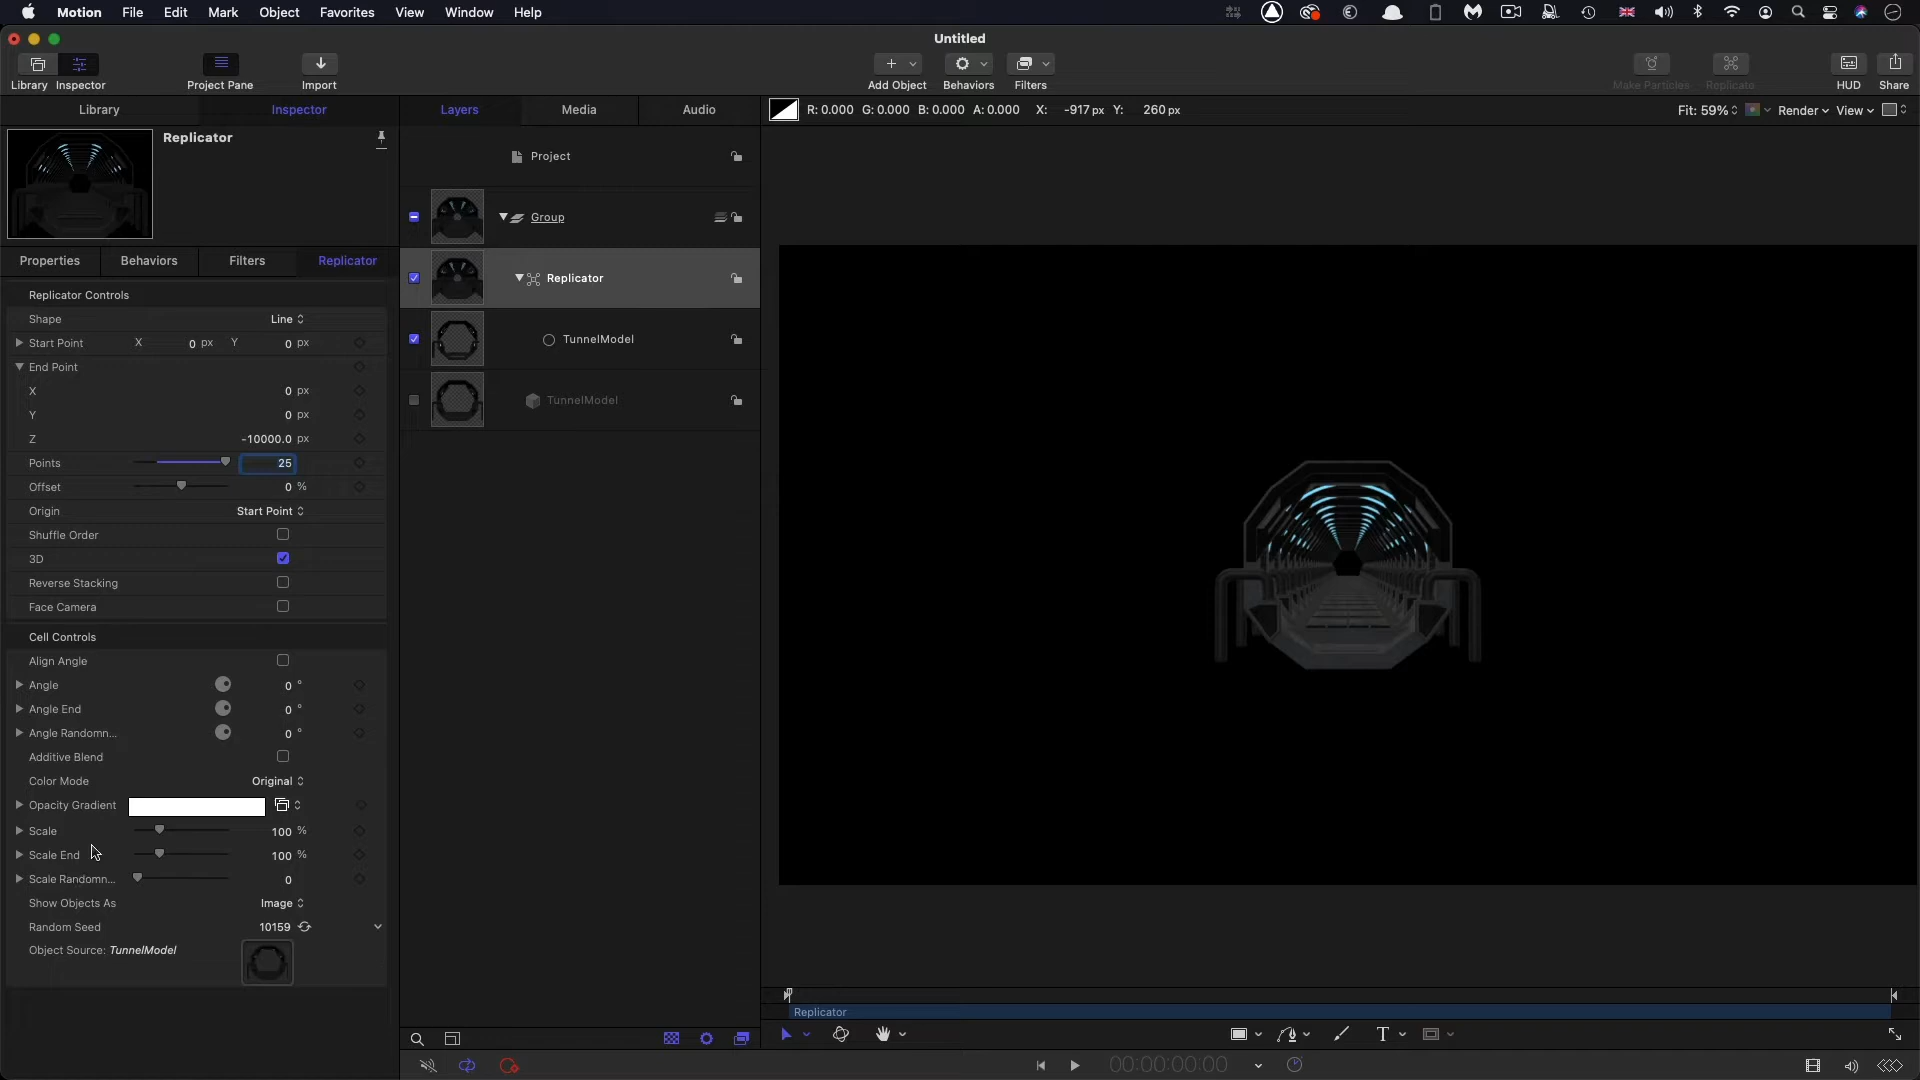 Motion File Edit Mark Object Favorites View Window Help
Untitled
Library Inspector Project Pane Import Add Object Behaviors Filters Make Particles Replicate HUD Share
Library Inspector Layers Media Audio R: 0.000 G: 0.000 B: 0.000 A: 0.000 X: -917 px Y: 260 px Fit: 59% Render View
Replicator
Project
Group
Properties Behaviors Filters Replicator
Replicator
TunnelModel
TunnelModel
Replicator Controls
Shape Line
Start Point X 0 px Y 0 px
End Point
X 0 px
Y 0 px
Z -10000.0 px
Points 25
Offset 0 %
Origin Start Point
Shuffle Order
3D
Reverse Stacking
Face Camera
Cell Controls
Align Angle
Angle 0 °
Angle End 0 °
Angle Randomn... 0 °
Additive Blend
Color Mode Original
Opacity Gradient
Scale 100 %
Scale End 100 %
Scale Randomn... 0
Show Objects As Image
Random Seed 10159
Object Source: TunnelModel
Replicator
T
00:00:00:00